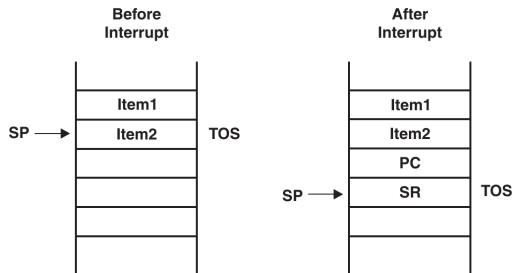 Before
Interrupt
After
Interrupt
Item1
SP
Item2
TOS
Item1
Item2
PC
SP
SR
TOS